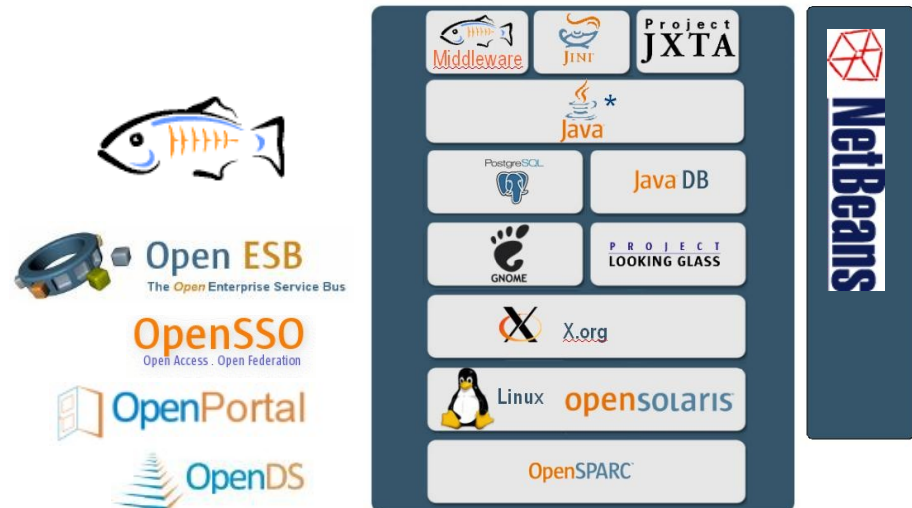 Open ESB
The Open Enterprise Service Bus
OpenSSO
Open Access . Open Federation
OpenPortal
OpenDS
Middleware
JINI
Project
JXTA
Java *
PostgreSQL
Java DB
GNOME
PROJECT
LOOKING GLASS
X.org
Linux
opensolaris
OpenSPARC
NetBeans